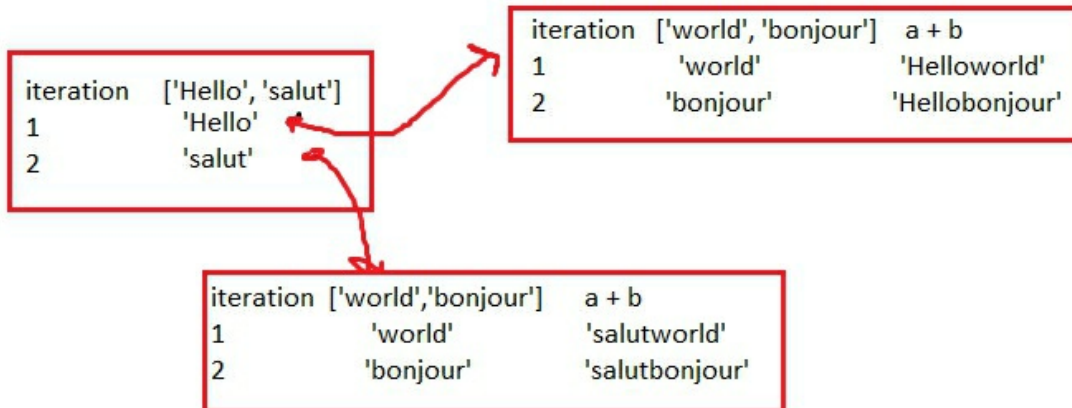 iteration ['Hello', 'salut']
1 'Hello'
2 'salut'
iteration ['world', 'bonjour'] a + b
1 'world' 'Helloworld'
2 'bonjour' 'Hellobonjour'
iteration ['world','bonjour'] a + b
1 'world' 'salutworld'
2 'bonjour' 'salutbonjour'